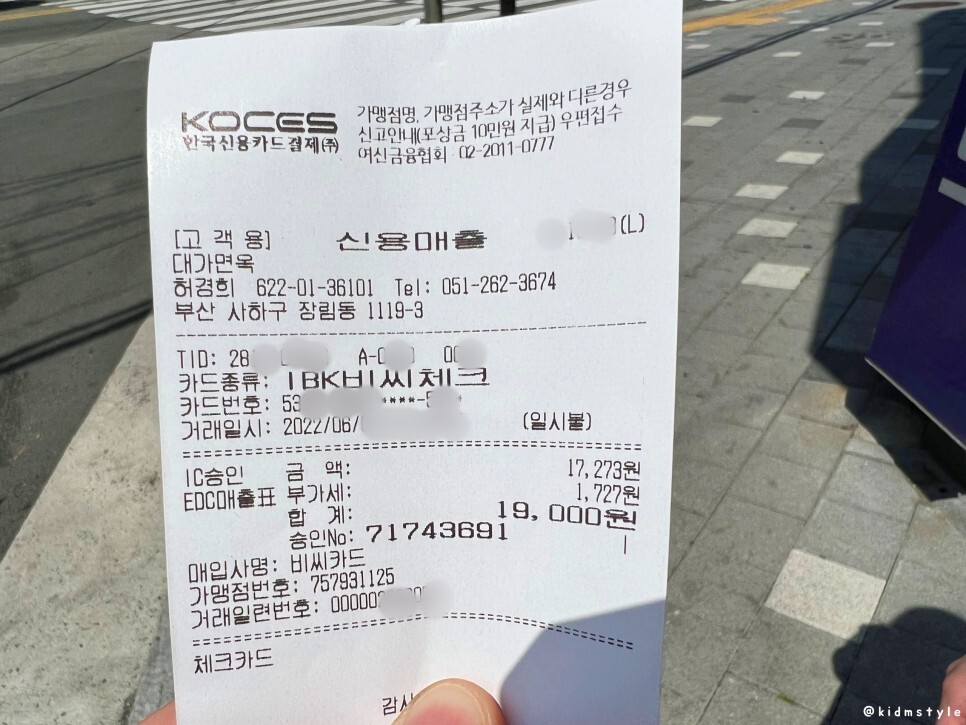 KOCES
한국신용카드결제(주)
가맹점명, 가맹점주소가 실제와 다른경우
신고안내(포상금 10만원 지급) 우편접수
여신금융협회 02-2011-0777
[고 객 용] 신용매출 (L)
대가면옥
허경희 622-01-36101 Tel: 051-262-3674
부산 사하구 장림동 1119-3
TID: 28
카드종류: IBK비씨체크
카드번호: 53 ****-5
거래일시: 2022/06/ (일시불)
IC승인 금 액: 17,273원
EDC매출표 부가세: 1,727원
합 계: 19,000원
승인No: 71743691
매입사명: 비씨카드
가맹점번호: 757931125
거래일련번호: 00000
체크카드
감사
@kidmstyle